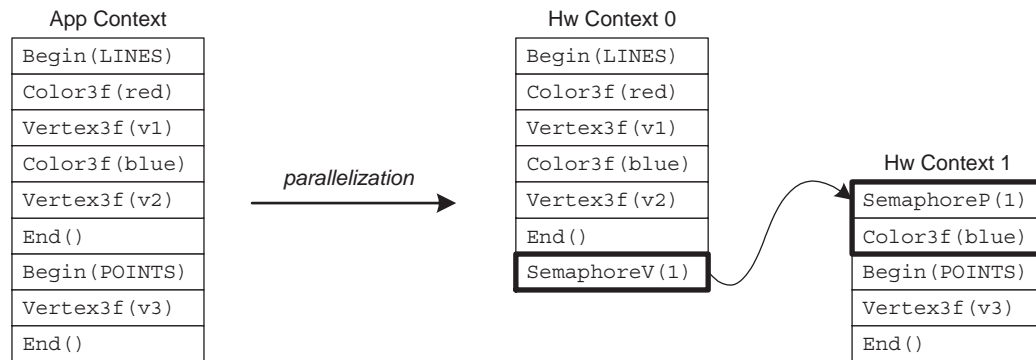 App Context
Begin(LINES)
Color3f(red)
Vertex3f(v1)
Color3f(blue)
Vertex3f(v2)
End()
Begin(POINTS)
Vertex3f(v3)
End()
parallelization
Hw Context 0
Begin(LINES)
Color3f(red)
Vertex3f(v1)
Color3f(blue)
Vertex3f(v2)
End()
SemaphoreV(1)
Hw Context 1
SemaphoreP(1)
Color3f(blue)
Begin(POINTS)
Vertex3f(v3)
End()